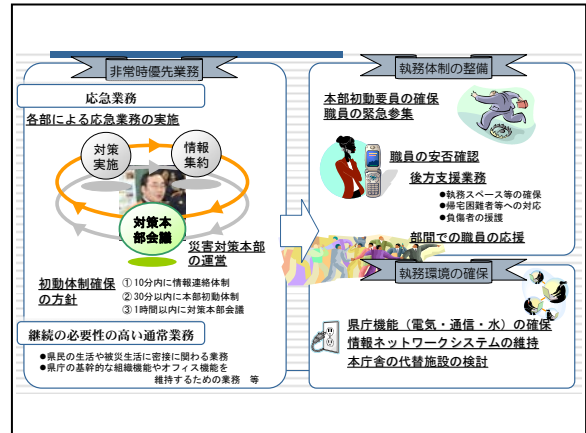 非常時優先業務
応急業務
各部による応急業務の実施
対策
実施
情報
集約
対策本
部会議
災害対策本部
の運営
初動体制確保
の方針
① 10分内に情報連絡体制
② 30分以内に本部初動体制
③ 1時間以内に対策本部会議
継続の必要性の高い通常業務
●県民の生活や被災生活に密接に関わる業務
●県庁の基幹的な組織機能やオフィス機能を
維持するための業務 等
執務体制の整備
本部初動要員の確保
職員の緊急参集
職員の安否確認
後方支援業務
●執務スペース等の確保
●帰宅困難者等への対応
●負傷者の援護
部間での職員の応援
執務環境の確保
県庁機能（電気・通信・水）の確保
情報ネットワークシステムの維持
本庁舎の代替施設の検討